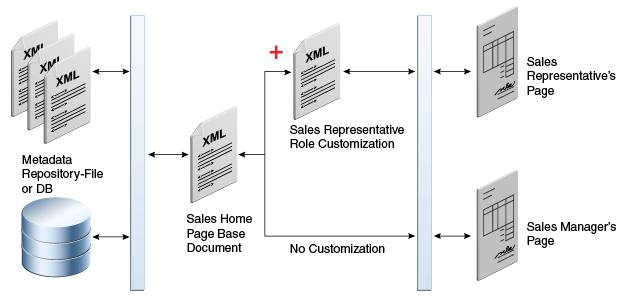 XML
XML
XML
Metadata
Repository-File
or DB
XML
Sales Home
Page Base
Document
+
XML
Sales Representative
Role Customization
No Customization
Sales
Representative's
Page
Sales Manager's
Page